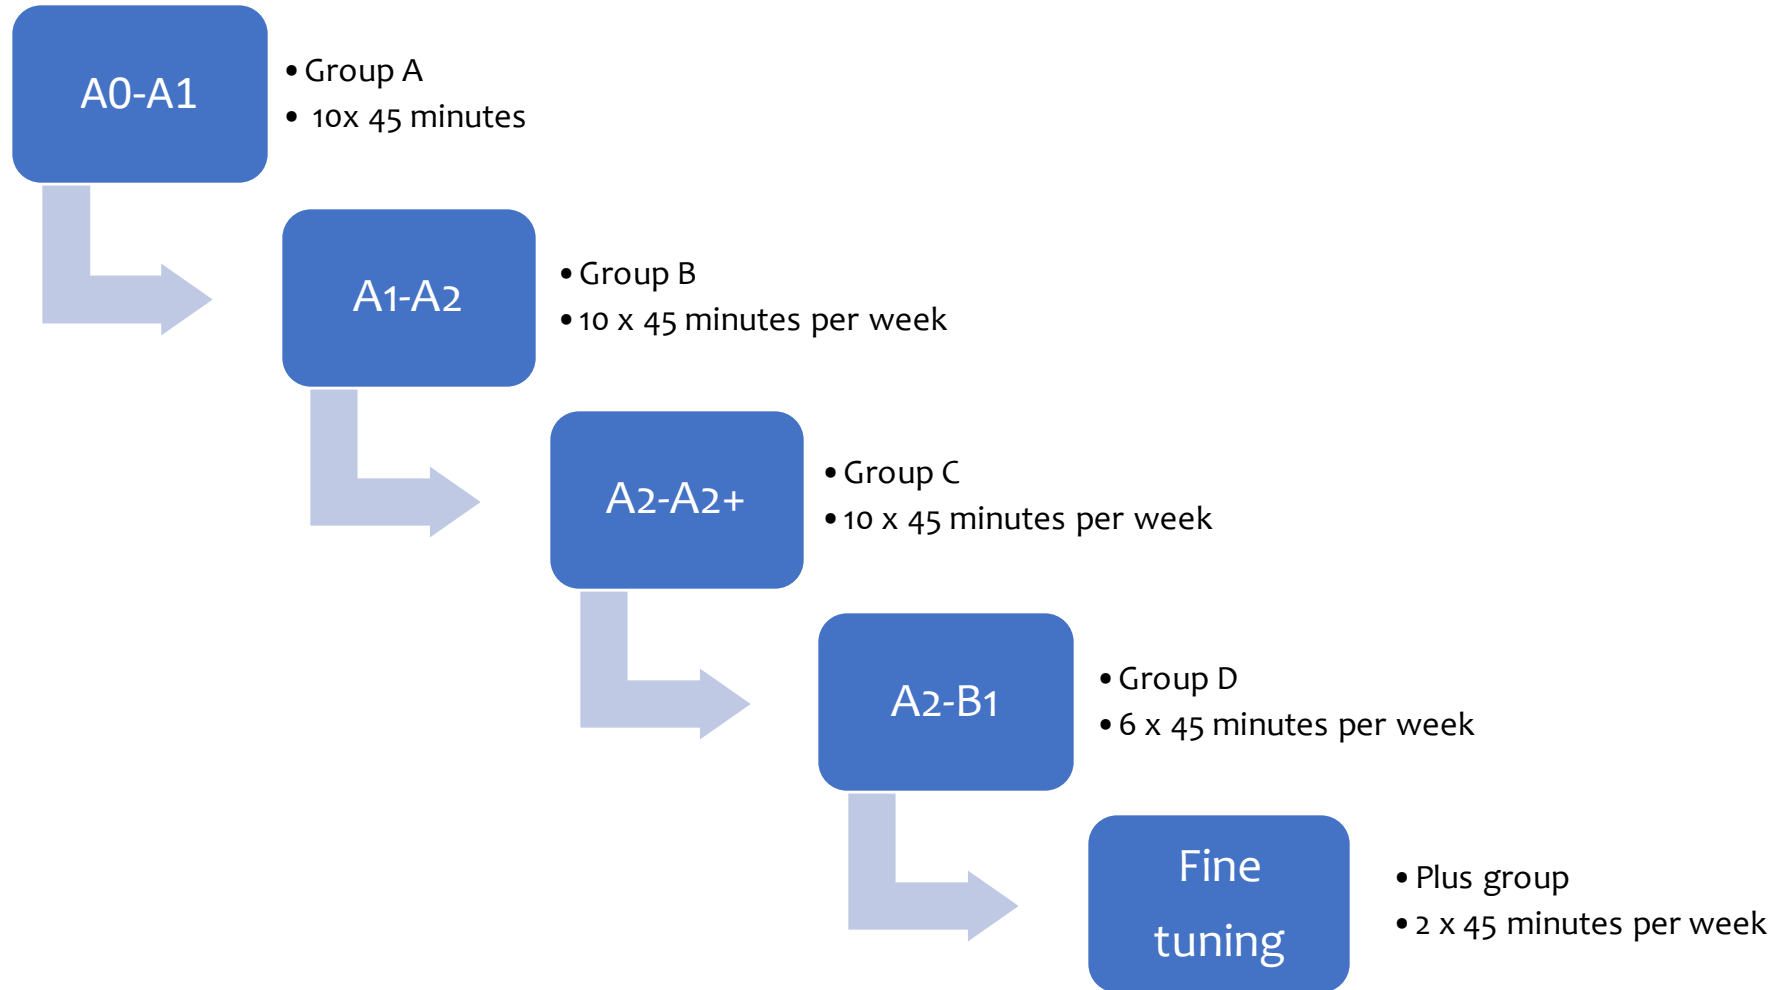 A0-A1
• Group A
• 10x 45 minutes
A1-A2
• Group B
• 10 x 45 minutes per week
A2-A2+
• Group C
• 10 x 45 minutes per week
A2-B1
• Group D
• 6 x 45 minutes per week
Fine
tuning
• Plus group
• 2 x 45 minutes per week